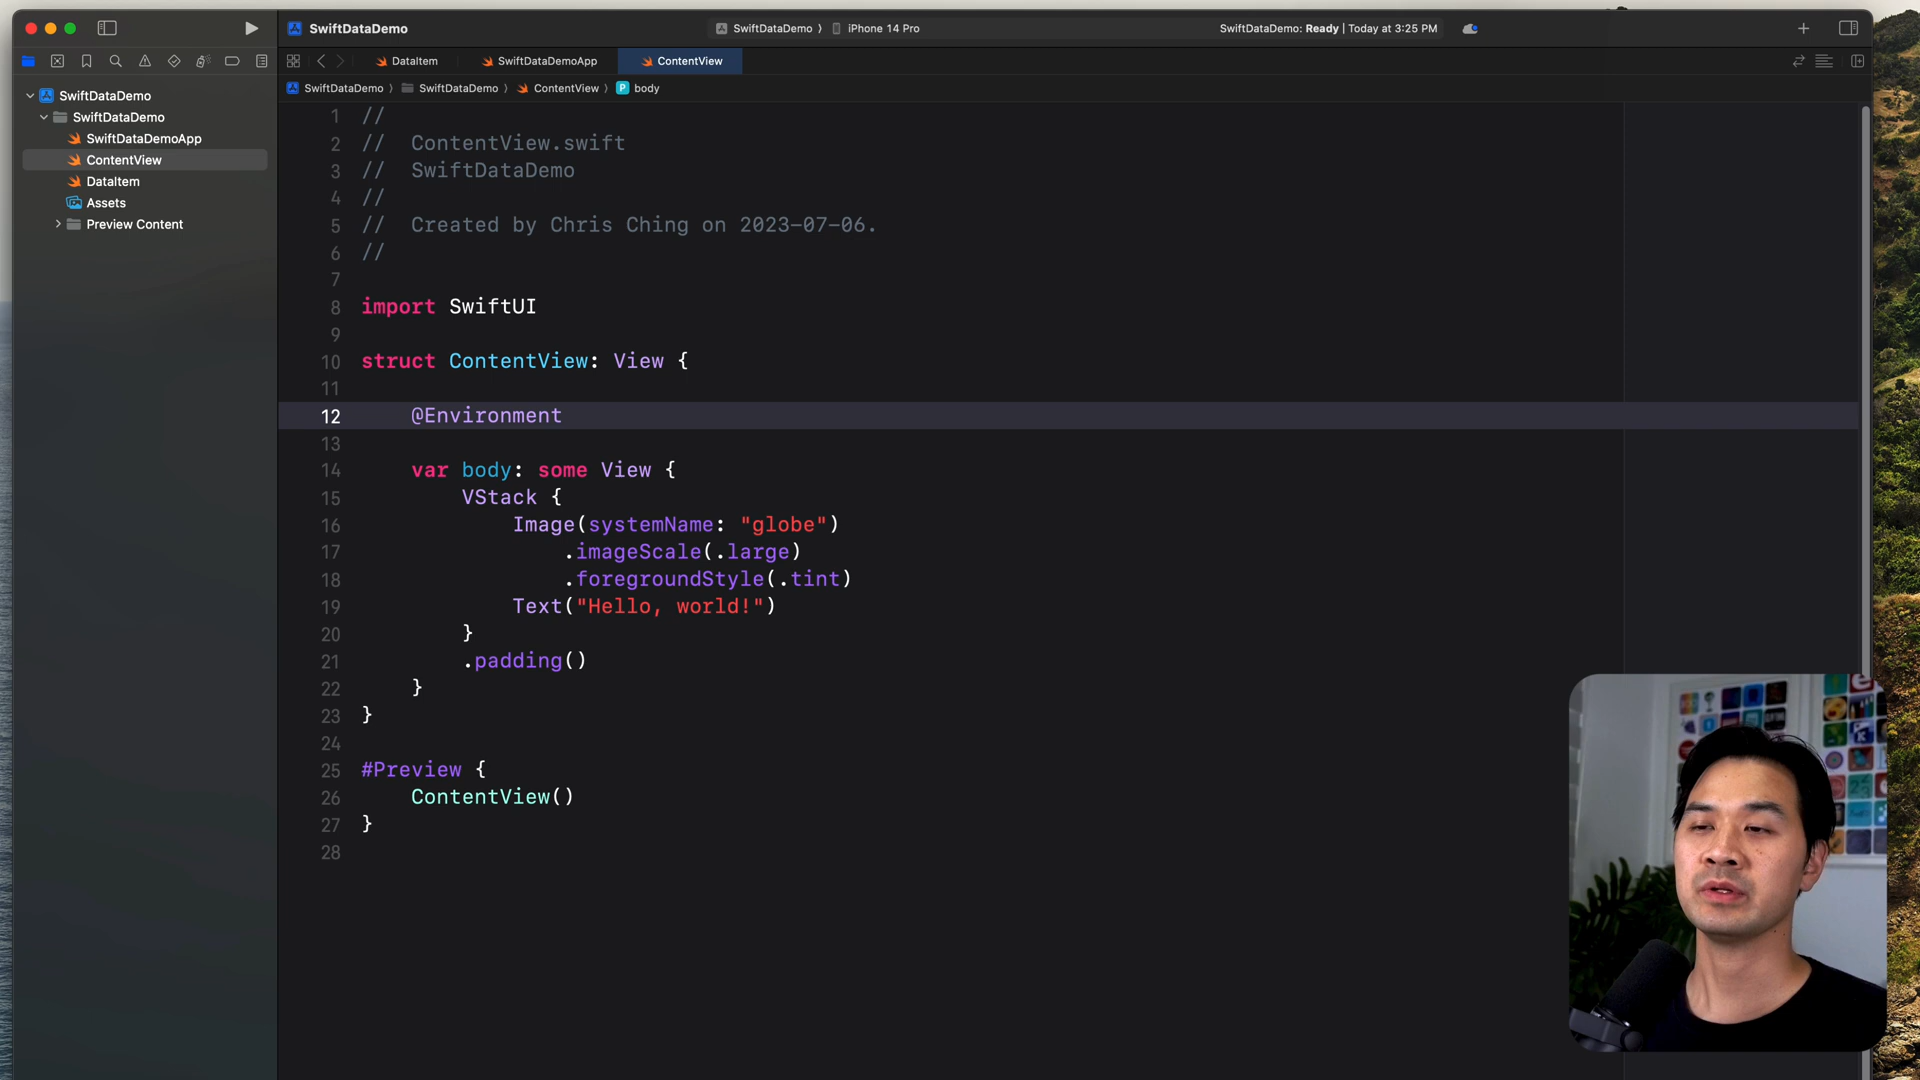 SwiftDataDemo
SwiftDataDemo 〉 iPhone 14 Pro
SwiftDataDemo: Ready | Today at 3:25 PM
DataItem
SwiftDataDemoApp
ContentView
SwiftDataDemo 〉 SwiftDataDemo 〉 ContentView 〉 P body
SwiftDataDemo
SwiftDataDemo
SwiftDataDemoApp
ContentView
DataItem
Assets
Preview Content
1 //
2 //  ContentView.swift
3 //  SwiftDataDemo
4 //
5 //  Created by Chris Ching on 2023-07-06.
6 //
7
8 import SwiftUI
9
10 struct ContentView: View {
11
12     @Environment
13
14     var body: some View {
15         VStack {
16             Image(systemName: "globe")
17                 .imageScale(.large)
18                 .foregroundStyle(.tint)
19             Text("Hello, world!")
20         }
21         .padding()
22     }
23 }
24
25 #Preview {
26     ContentView()
27 }
28